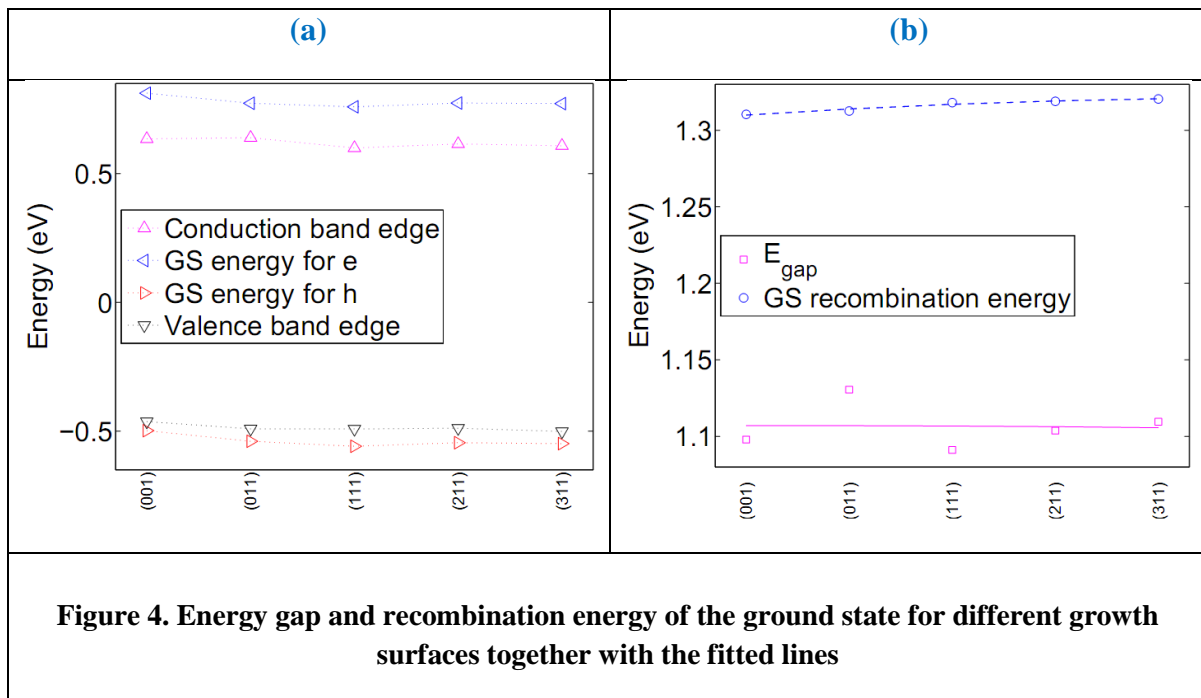 (a)
(b)
Energy (eV)
0.5
0
−0.5
Conduction band edge
GS energy for e
GS energy for h
Valence band edge
(001)
(011)
(111)
(211)
(311)
Energy (eV)
1.3
1.25
1.2
1.15
1.1
E_gap
GS recombination energy
(001)
(011)
(111)
(211)
(311)
Figure 4. Energy gap and recombination energy of the ground state for different growth
surfaces together with the fitted lines